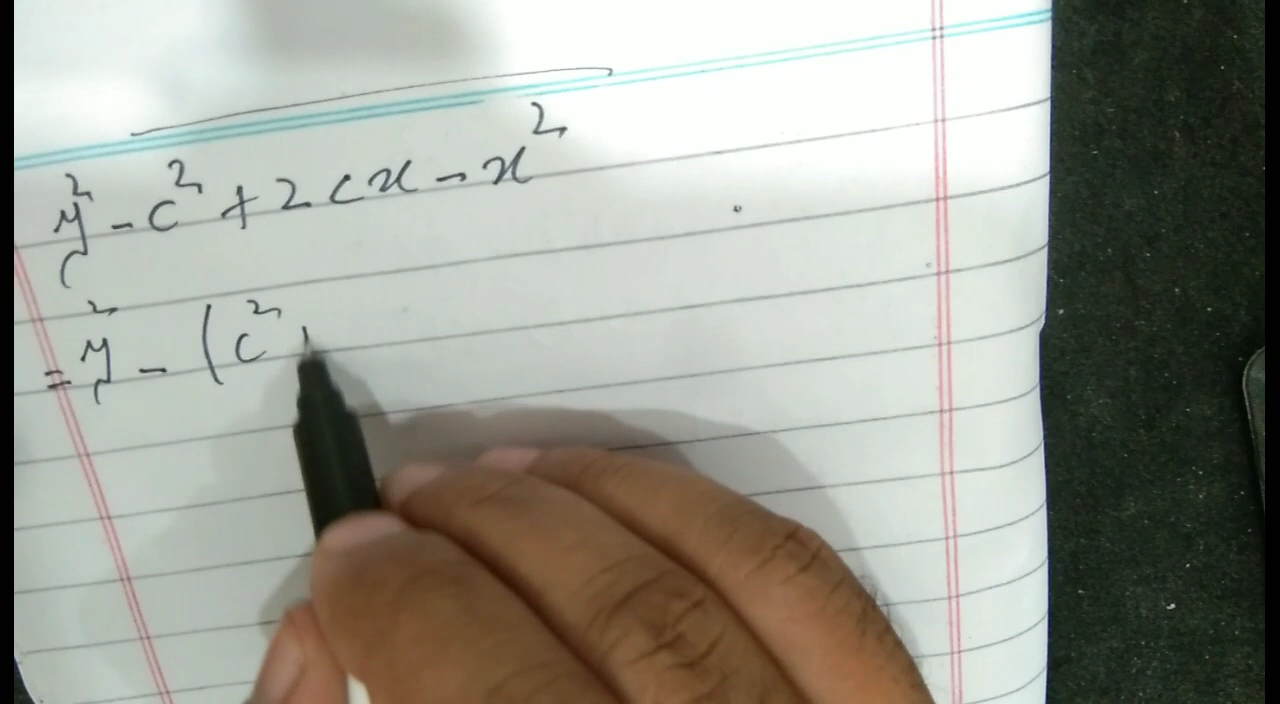 y² - c² + 2cx - x²
= y² - (c²